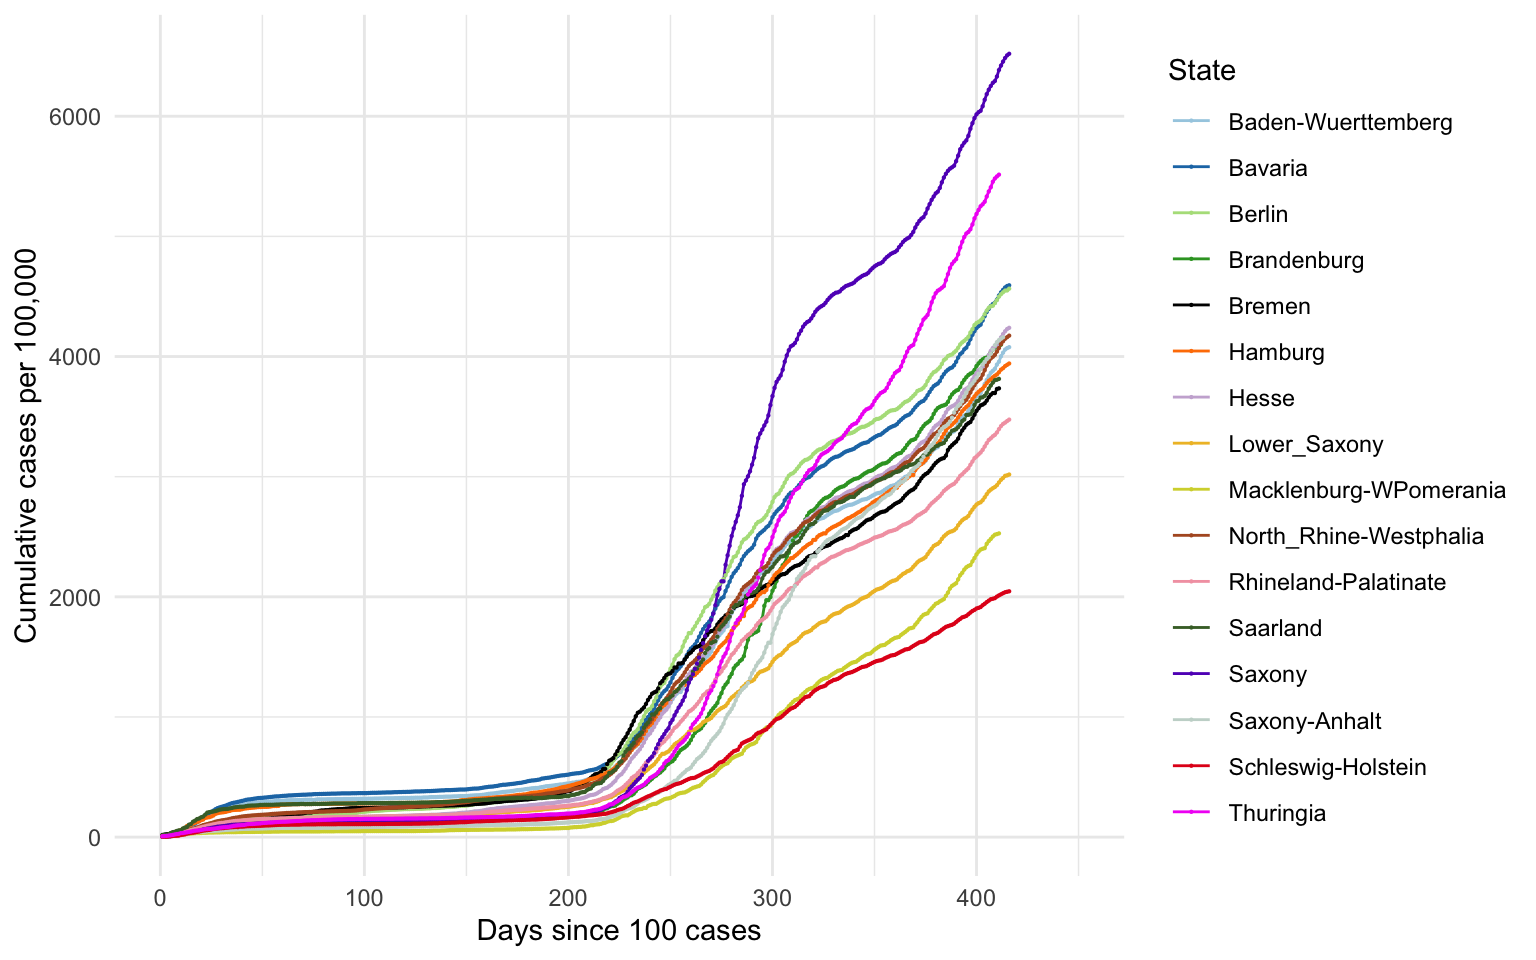 6000
4000
2000
0
Cumulative cases per 100,000
0 100 200 300 400
Days since 100 cases
State
Baden-Wuerttemberg
Bavaria
Berlin
Brandenburg
Bremen
Hamburg
Hesse
Lower_Saxony
Macklenburg-WPomerania
North_Rhine-Westphalia
Rhineland-Palatinate
Saarland
Saxony
Saxony-Anhalt
Schleswig-Holstein
Thuringia